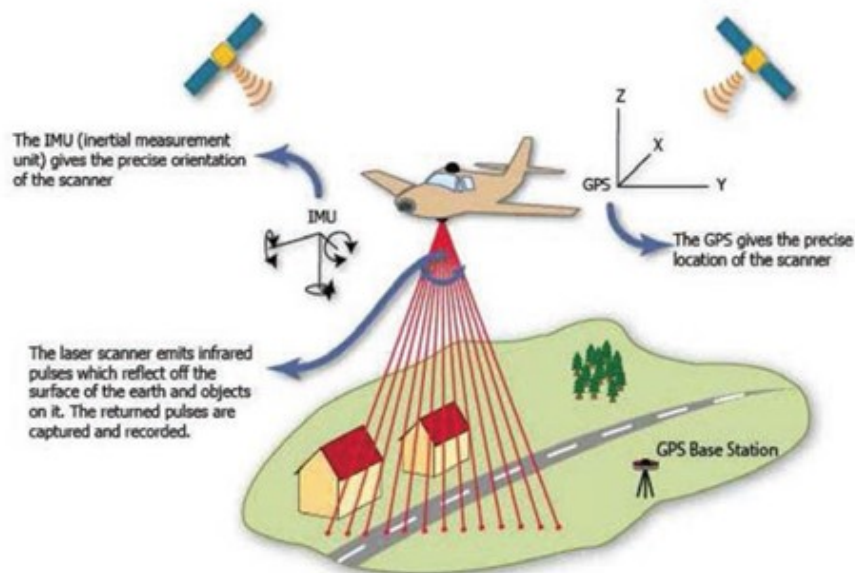 The IMU (inertial measurement
unit) gives the precise orientation
of the scanner
IMU
Z
X
GPS
Y
The GPS gives the precise
location of the scanner
The laser scanner emits infrared
pulses which reflect off the
surface of the earth and objects
on it. The returned pulses are
captured and recorded.
GPS Base Station